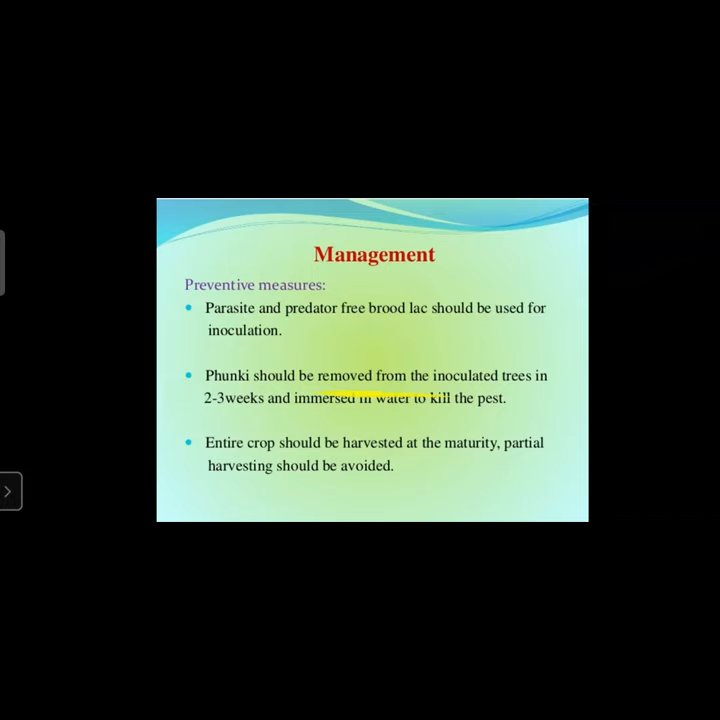 Management
Preventive measures:
• Parasite and predator free brood lac should be used for
inoculation.
• Phunki should be removed from the inoculated trees in
2-3weeks and immersed in water to kill the pest.
• Entire crop should be harvested at the maturity, partial
harvesting should be avoided.